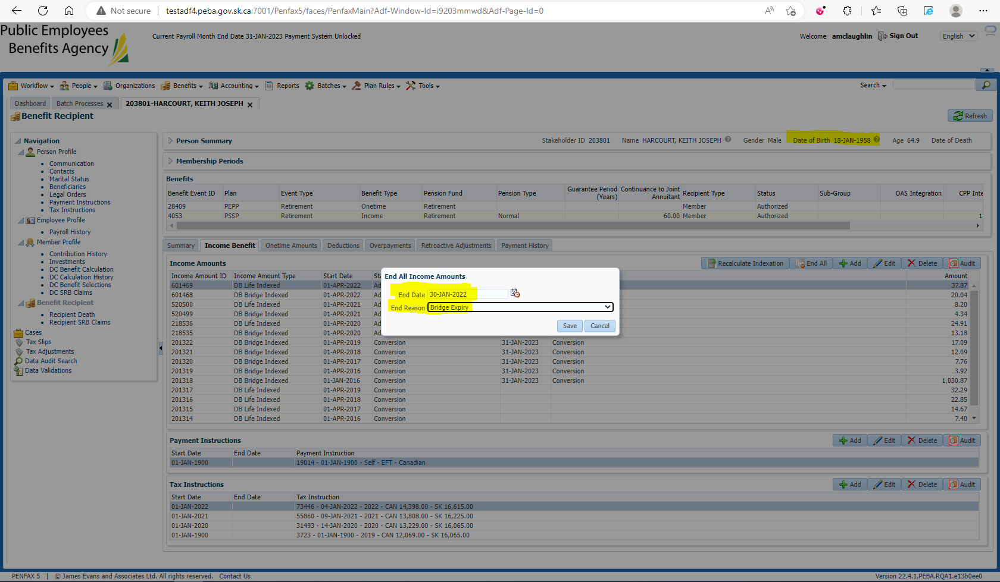 Not secure | testadf4.peba.gov.sk.ca:7001/Penfax5/faces/PenfaxMain?Adf-Window-Id=i9203mmwd&Adf-Page-Id=0
Public Employees
Benefits Agency
Current Payroll Month End Date 31-JAN-2023 Payment System Unlocked
Welcome amclaughlin Sign Out English
Workflow People Organizations Benefits Accounting Reports Batches Plan Rules Tools Search
Dashboard Batch Processes 203801-HARCOURT, KEITH JOSEPH
Benefit Recipient
Refresh
Navigation
Person Profile
Communication
Contacts
Marital Status
Beneficiaries
Legal Orders
Payment Instructions
Tax Instructions
Employee Profile
Payroll History
Member Profile
Contribution History
Investments
DC Benefit Calculation
DC Calculation History
DC Benefit Selections
DC SRB Claims
Benefit Recipient
Recipient Death
Recipient SRB Claims
Cases
Tax Slips
Tax Adjustments
Data Audit Search
Data Validations
Person Summary Stakeholder ID 203801 Name HARCOURT, KEITH JOSEPH Gender Male Date of Birth 18-JAN-1958 Age 64.9 Date of Death
Membership Periods
Benefits
Benefit Event ID Plan Event Type Benefit Type Pension Fund Pension Type Guarantee Period (Years) Continuance to Joint Annuitant Recipient Type Status Sub-Group OAS Integration CPP Inte
28409 PEPP Retirement Onetime Retirement Member Authorized
4053 PSSP Retirement Income Retirement Normal 60.00 Member Authorized 1
Summary Income Benefit Onetime Amounts Deductions Overpayments Retroactive Adjustments Payment History
Income Amounts Recalculate Indexation End All Add Edit Delete Audit
Income Amount ID Income Amount Type Start Date Sta Amount
601469 DB Life Indexed 01-APR-2022 Ad 37.87
601468 DB Bridge Indexed 01-APR-2022 Ad 20.04
520500 DB Life Indexed 01-APR-2021 Ad 8.20
520499 DB Bridge Indexed 01-APR-2021 Ad 4.34
218536 DB Life Indexed 01-APR-2020 Ad 24.91
218535 DB Bridge Indexed 01-APR-2020 Ad 13.18
201322 DB Bridge Indexed 01-APR-2019 Conversion 31-JAN-2023 Conversion 17.09
201321 DB Bridge Indexed 01-APR-2018 Conversion 31-JAN-2023 Conversion 12.09
201320 DB Bridge Indexed 01-APR-2017 Conversion 31-JAN-2023 Conversion 7.76
201319 DB Bridge Indexed 01-APR-2016 Conversion 31-JAN-2023 Conversion 3.92
201318 DB Bridge Indexed 01-JAN-2016 Conversion 31-JAN-2023 Conversion 1,030.87
201317 DB Life Indexed 01-APR-2019 Conversion 32.29
201316 DB Life Indexed 01-APR-2018 Conversion 22.85
201315 DB Life Indexed 01-APR-2017 Conversion 14.67
201314 DB Life Indexed 01-APR-2016 Conversion 7.40
End All Income Amounts
End Date 30-JAN-2022
End Reason Bridge Expiry
Save Cancel
Payment Instructions Add Edit Delete Audit
Start Date End Date Payment Instruction
01-JAN-1900 19014 - 01-JAN-1900 - Self - EFT - Canadian
Tax Instructions Add Edit Delete Audit
Start Date End Date Tax Instruction
01-JAN-2022 73446 - 04-JAN-2022 - 2022 - CAN 14,398.00 - SK 16,615.00
01-JAN-2021 55860 - 09-JAN-2021 - 2021 - CAN 13,808.00 - SK 16,225.00
01-JAN-2020 31493 - 14-JAN-2020 - 2020 - CAN 13,229.00 - SK 16,065.00
01-JAN-1900 3723 - 01-JAN-1900 - 2019 - CAN 12,069.00 - SK 16,065.00
PENFAX 5 | © James Evans and Associates Ltd. All rights reserved. Contact Us Version 22.4.1.PEBA.RQA1.e13b0ee0